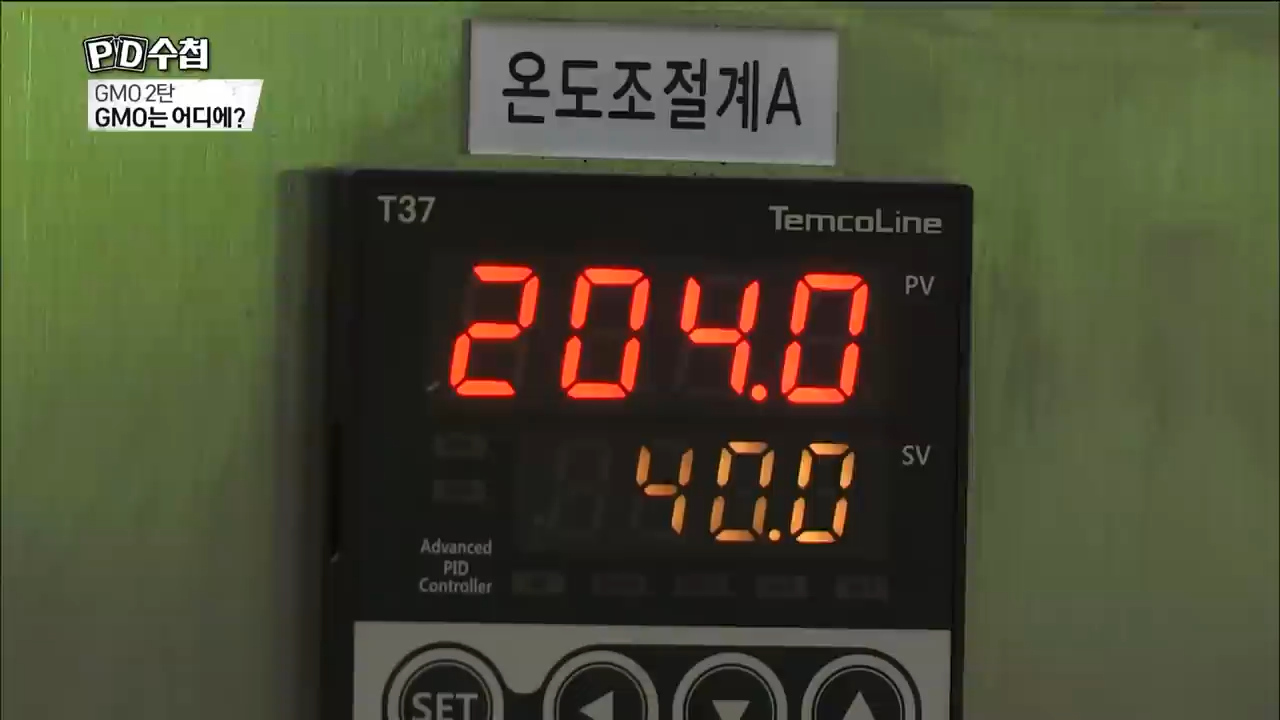 PD수첩
GMO 2탄
GMO는 어디에?
온도조절계A
T37
TemcoLine
204.0
PV
40.0
SV
Advanced
PID
Controller
SET